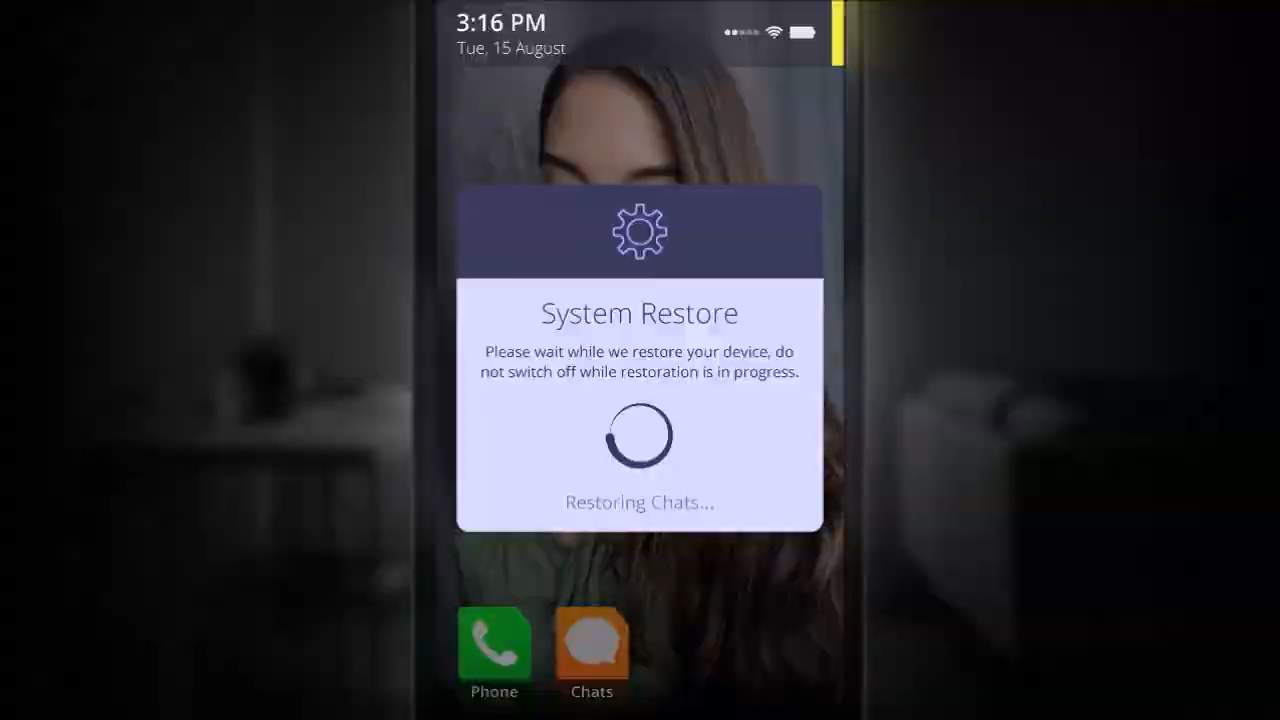 3:16 PM
Tue, 15 August
System Restore
Please wait while we restore your device, do
not switch off while restoration is in progress.
Restoring Chats...
Phone
Chats